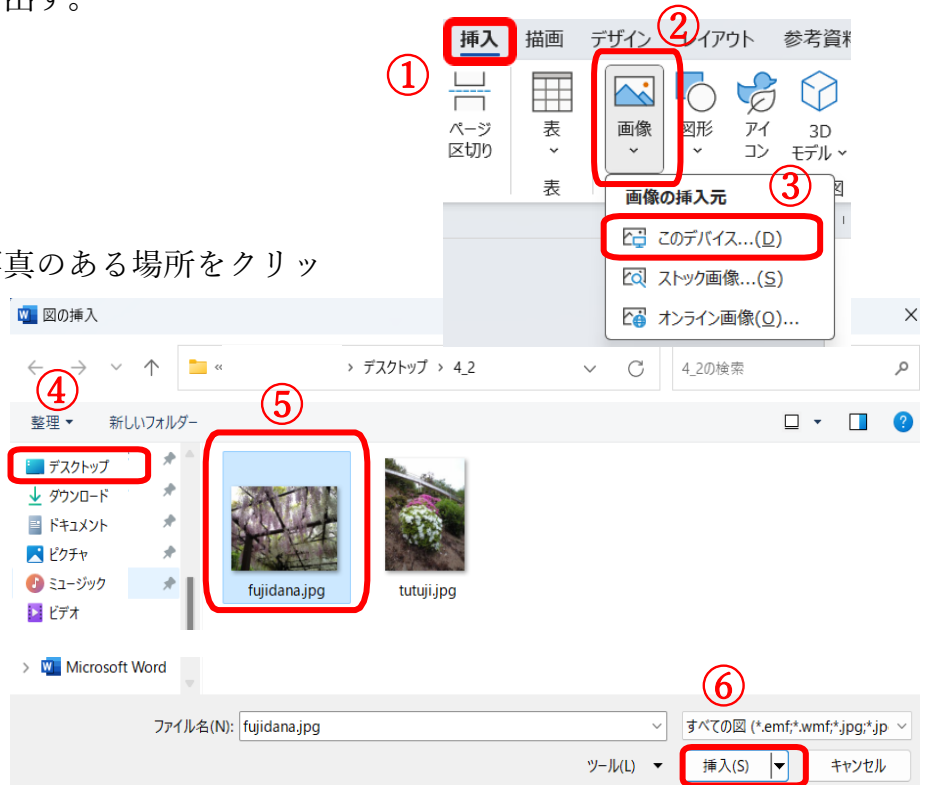 出す。
②
挿入 描画 デザイン レイアウト 参考資料
①
ページ
区切り
表
画像
図形
アイ
コン
3D
モデル
表
図
③
画像の挿入元
このデバイス...(D)
ストック画像...(S)
オンライン画像(O)...
真のある場所をクリッ
図の挿入
« › デスクトップ › 4_2
4_2の検索
④
⑤
整理 新しいフォルダー
デスクトップ
ダウンロード
ドキュメント
ピクチャ
ミュージック
ビデオ
fujidana.jpg
tutuji.jpg
Microsoft Word
⑥
ファイル名(N): fujidana.jpg
すべての図 (*.emf;*.wmf;*.jpg;*.jp
ツール(L) 挿入(S) キャンセル